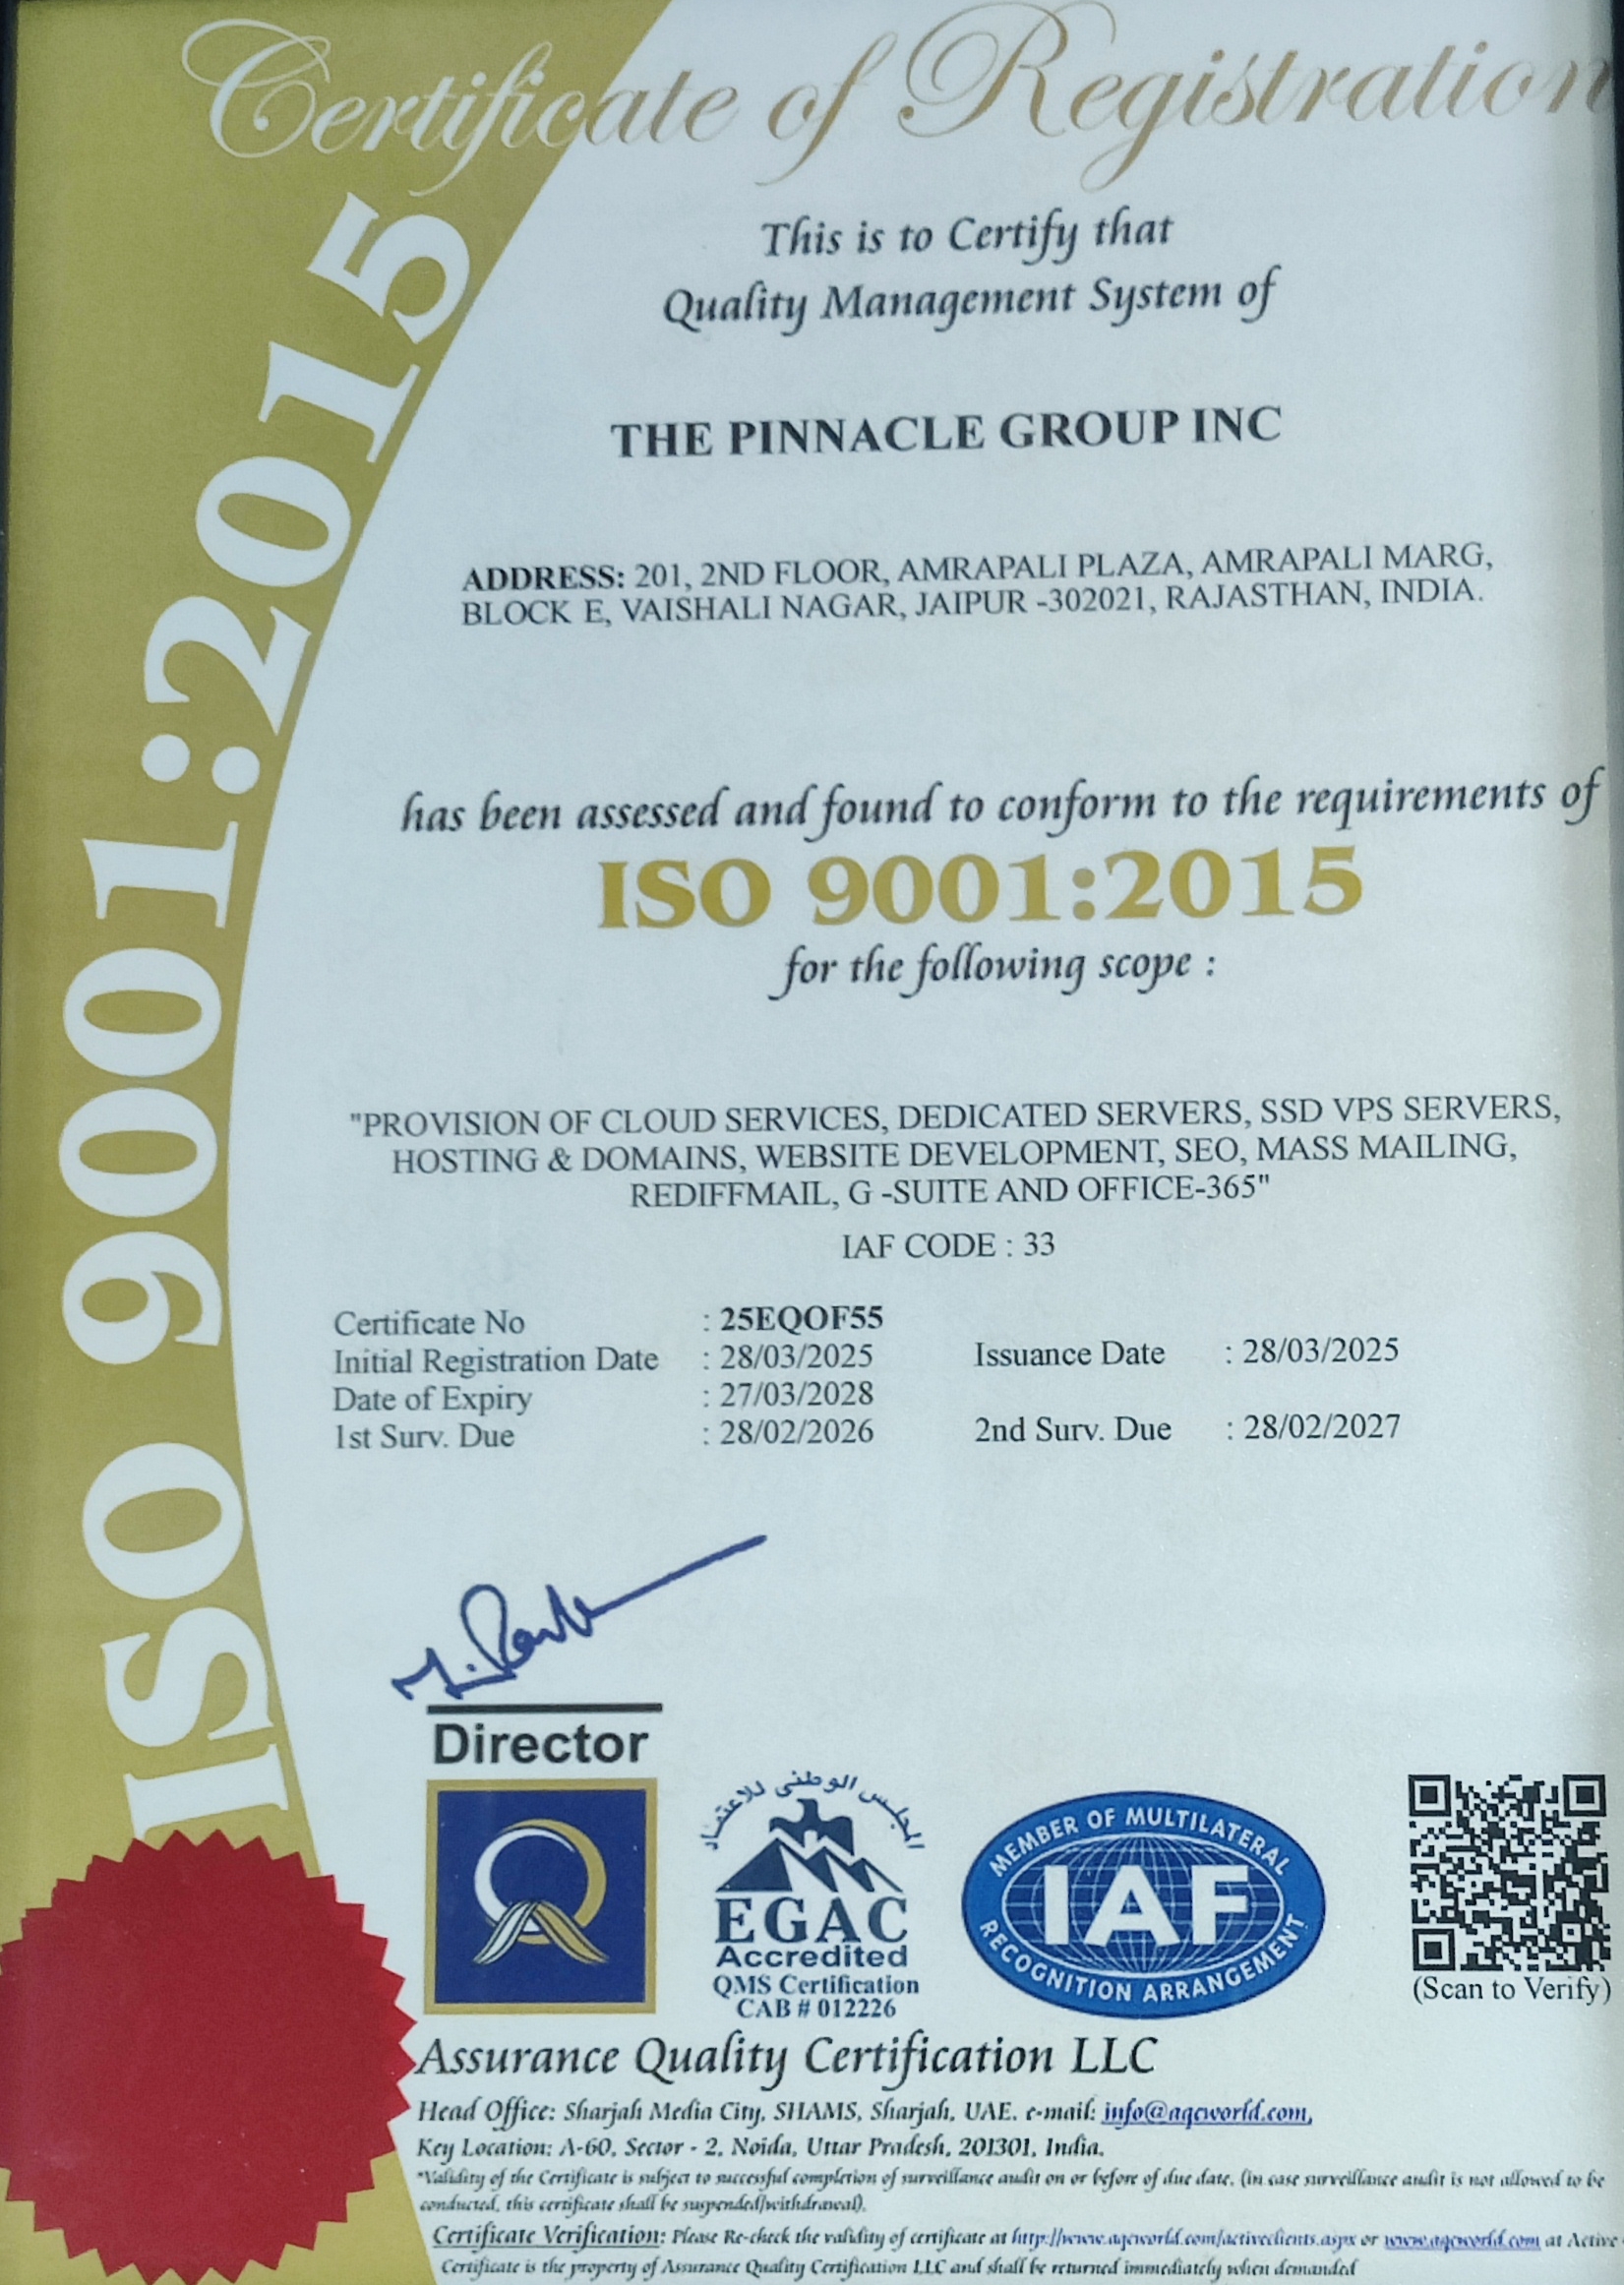 Certificate of Registration
ISO 9001:2015
This is to Certify that
Quality Management System of
THE PINNACLE GROUP INC
ADDRESS: 201, 2ND FLOOR, AMRAPALI PLAZA, AMRAPALI MARG,
BLOCK E, VAISHALI NAGAR, JAIPUR -302021, RAJASTHAN, INDIA.
has been assessed and found to conform to the requirements of
ISO 9001:2015
for the following scope :
"PROVISION OF CLOUD SERVICES, DEDICATED SERVERS, SSD VPS SERVERS,
HOSTING & DOMAINS, WEBSITE DEVELOPMENT, SEO, MASS MAILING,
REDIFFMAIL, G -SUITE AND OFFICE-365"
IAF CODE : 33
Certificate No : 25EQOF55
Initial Registration Date : 28/03/2025 Issuance Date : 28/03/2025
Date of Expiry : 27/03/2028
1st Surv. Due : 28/02/2026 2nd Surv. Due : 28/02/2027
Director
المجلس الوطني للاعتماد
EGAC
Accredited
QMS Certification
CAB # 012226
MEMBER OF MULTILATERAL
IAF
RECOGNITION ARRANGEMENT
(Scan to Verify)
Assurance Quality Certification LLC
Head Office: Sharjah Media City, SHAMS, Sharjah, UAE. e-mail: info@aqcworld.com,
Key Location: A-60, Sector - 2, Noida, Uttar Pradesh, 201301, India.
*Validity of the Certificate is subject to successful completion of surveillance audit on or before of due date. (in case surveillance audit is not allowed to be
conducted, this certificate shall be suspended/withdrawal).
Certificate Verification: Please Re-check the validity of certificate at http://www.aqcworld.com/activeclients.aspx or www.aqcworld.com at Active
Certificate is the property of Assurance Quality Certification LLC and shall be returned immediately when demanded